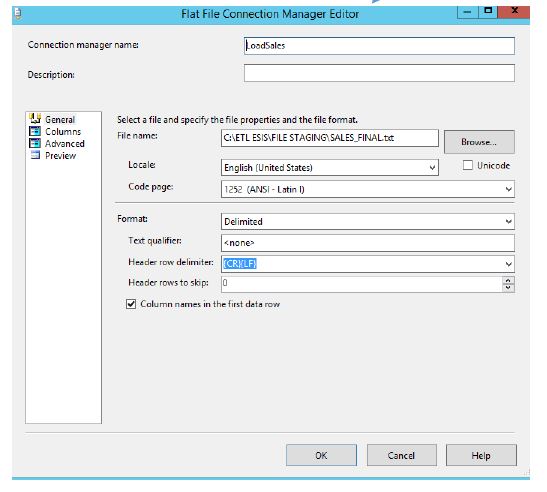 Flat File Connection Manager Editor
Connection manager name: LoadSales
Description:
General
Columns
Advanced
Preview
Select a file and specify the file properties and the file format.
File name: C:\ETL ESIS\FILE STAGING\SALES_FINAL.txt Browse...
Locale: English (United States) Unicode
Code page: 1252 (ANSI - Latin I)
Format: Delimited
Text qualifier: <none>
Header row delimiter: {CR}{LF}
Header rows to skip: 0
Column names in the first data row
OK Cancel Help